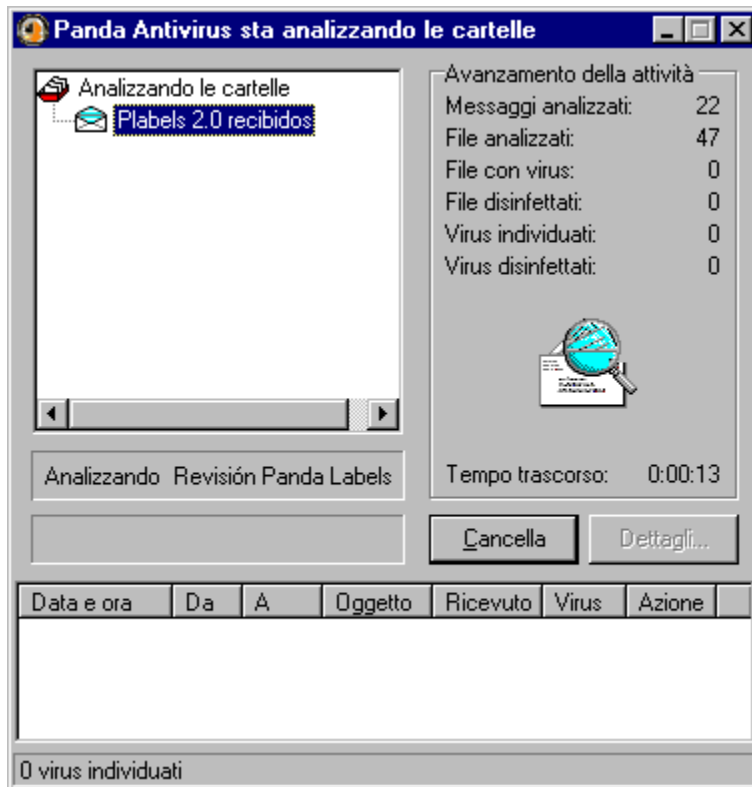 Panda Antivirus sta analizzando le cartelle
Analizzando le cartelle
Plabels 2.0 recibidos
Avanzamento della attività
Messaggi analizzati: 22
File analizzati: 47
File con virus: 0
File disinfettati: 0
Virus individuati: 0
Virus disinfettati: 0
Tempo trascorso: 0:00:13
Analizzando Revisión Panda Labels
Cancella
Dettagli...
Data e ora Da A Oggetto Ricevuto Virus Azione
0 virus individuati